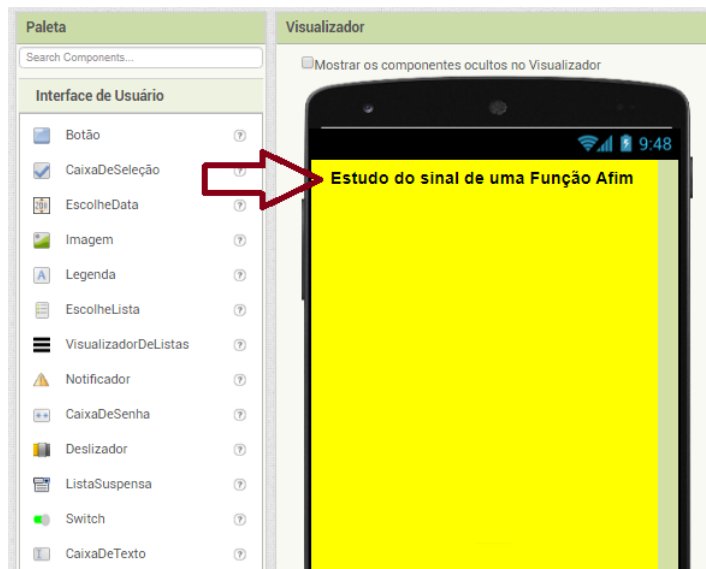 Paleta
Search Components...
Interface de Usuário
Botão
CaixaDeSeleção
EscolheData
Imagem
Legenda
EscolheLista
VisualizadorDeListas
Notificador
CaixaDeSenha
Deslizador
ListaSuspensa
Switch
CaixaDeTexto
Visualizador
Mostrar os componentes ocultos no Visualizador
9:48
Estudo do sinal de uma Função Afim